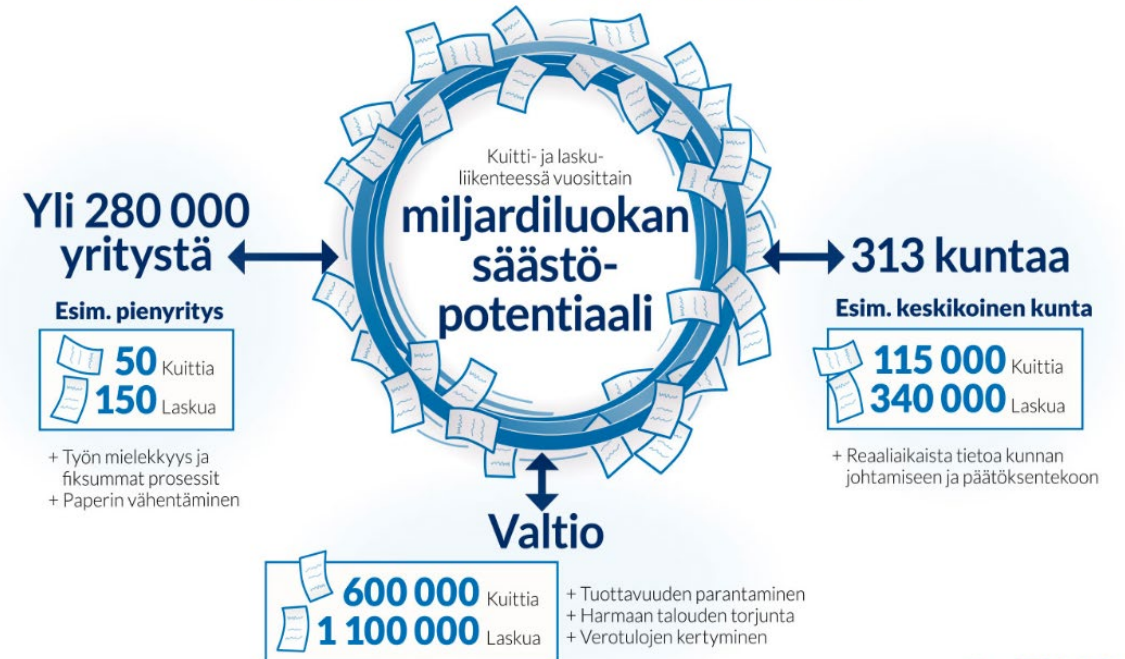 Kuitti- ja lasku-
liikenteessä vuosittain
miljardiluokan
säästö-
potentiaali
Yli 280 000
yritystä
Esim. pienyritys
50 Kuittia
150 Laskua
+ Työn mielekkyys ja
fiksummat prosessit
+ Paperin vähentäminen
313 kuntaa
Esim. keskikoinen kunta
115 000 Kuittia
340 000 Laskua
+ Reaaliaikaista tietoa kunnan
johtamiseen ja päätöksentekoon
Valtio
600 000 Kuittia
1 100 000 Laskua
+ Tuottavuuden parantaminen
+ Harmaan talouden torjunta
+ Verotulojen kertyminen